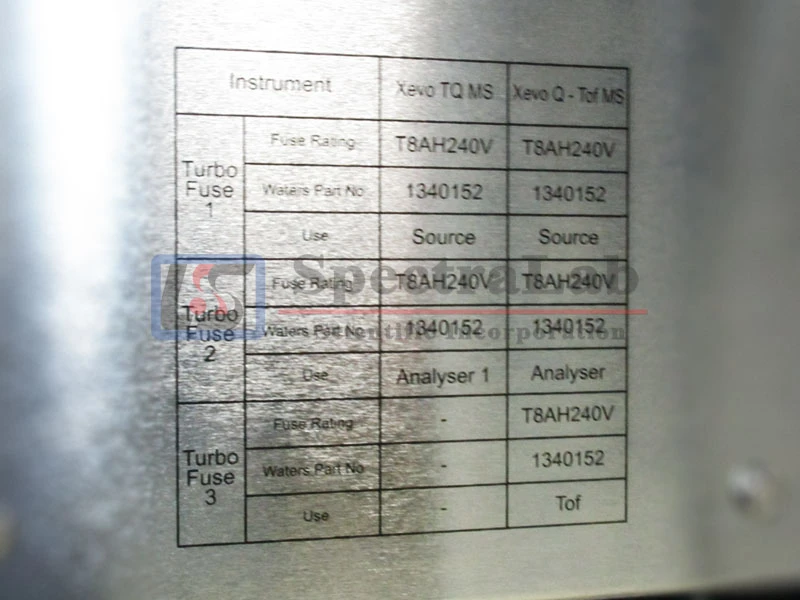 Instrument Xevo TQ MS Xevo Q - Tof MS
Turbo Fuse 1 Fuse Rating T8AH240V T8AH240V
Waters Part No 1340152 1340152
Use Source Source
SpectraLab
Scientific Incorporation
Turbo Fuse 2 Fuse Rating T8AH240V T8AH240V
Waters Part No 1340152 1340152
Use Analyser 1 Analyser
Turbo Fuse 3 Fuse Rating - T8AH240V
Waters Part No - 1340152
Use - Tof